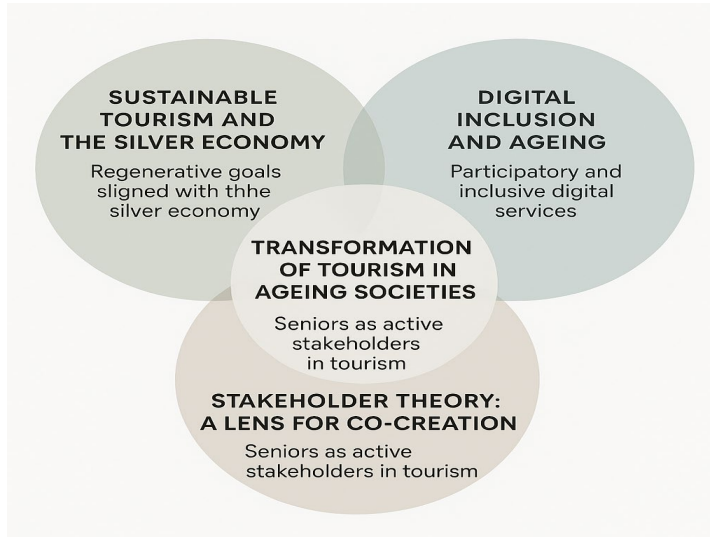 SUSTAINABLE
TOURISM AND
THE SILVER ECONOMY
Regenerative goals
sligned with thhe
silver economy
DIGITAL
INCLUSION
AND AGEING
Participatory and
inclusive digital
services
TRANSFORMATION
OF TOURISM IN
AGEING SOCIETIES
Seniors as active
stakeholders
in tourism
STAKEHOLDER THEORY:
A LENS FOR CO-CREATION
Seniors as active
stakeholders in tourism